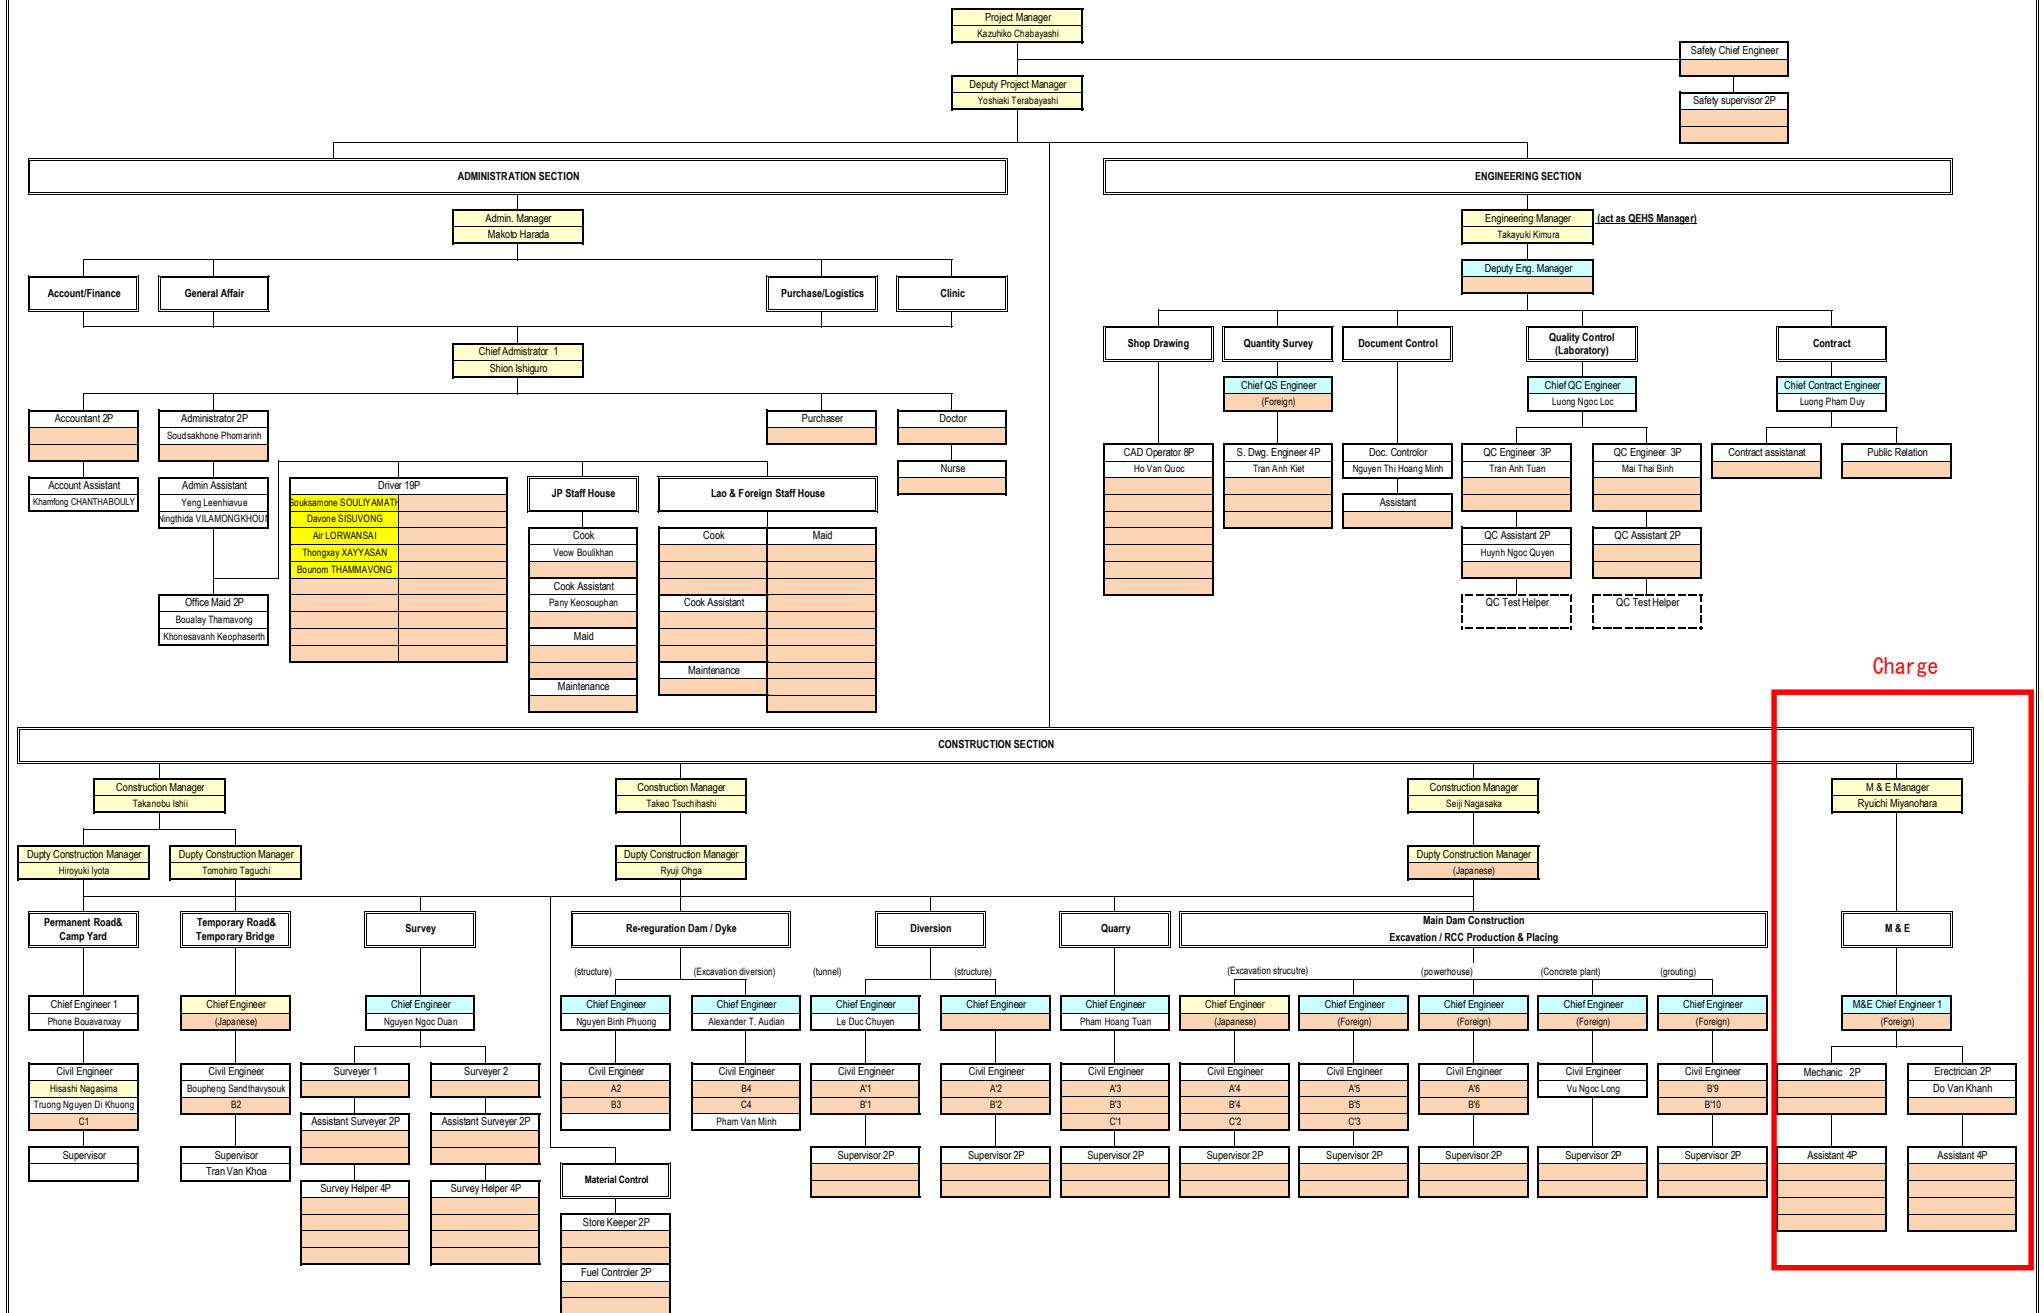 Project Manager
Kazuhiko Chabayashi
Safety Chief Engineer
Deputy Project Manager
Yoshiaki Terabayashi
Safety supervisor 2P
ADMINISTRATION SECTION
ENGINEERING SECTION
Admin. Manager
Makoto Harada
Engineering Manager
(act as QEHS Manager)
Takayuki Kimura
Deputy Eng. Manager
Account/Finance
General Affair
Purchase/Logistics
Clinic
Chief Admistrator 1
Shion Ishiguro
Shop Drawing
Quantity Survey
Document Control
Quality Control
(Laboratory)
Contract
Chief QS Engineer
(Foreign)
Chief QC Engineer
Luong Ngoc Loc
Chief Contract Engineer
Luong Pham Duy
Accountant 2P
Administrator 2P
Soudsakhone Phomarinh
Purchaser
Doctor
Nurse
Account Assistant
Khamfong CHANTHABOULY
Admin Assistant
Yeng Leenhiavue
Ningthida VILAMONGKHOUN
Driver 19P
Souksamone SOULIYAMATH
Davone SISUVONG
Air LORWANSAI
Thongxay XAYYASAN
Bounom THAMMAVONG
Office Maid 2P
Boualay Thamavong
Khonesavanh Keophaserth
JP Staff House
Cook
Veow Boulikhan
Cook Assistant
Pany Keosouphan
Maid
Maintenance
Lao & Foreign Staff House
Cook
Maid
Cook Assistant
Maintenance
CAD Operator 8P
Ho Van Quoc
S. Dwg. Engineer 4P
Tran Anh Kiet
Doc. Controlor
Nguyen Thi Hoang Minh
Assistant
QC Engineer 3P
Tran Anh Tuan
QC Assistant 2P
Huynh Ngoc Quyen
QC Test Helper
QC Engineer 3P
Mai Thai Binh
QC Assistant 2P
QC Test Helper
Contract assistanat
Public Relation
Charge
CONSTRUCTION SECTION
Construction Manager
Takanobu Ishii
Construction Manager
Takeo Tsuchihashi
Construction Manager
Seiji Nagasaka
M & E Manager
Ryuichi Miyanohara
Dupty Construction Manager
Hiroyuki Iyota
Dupty Construction Manager
Tomohiro Taguchi
Dupty Construction Manager
Ryuji Ohga
Dupty Construction Manager
(Japanese)
Permanent Road&
Camp Yard
Temporary Road&
Temporary Bridge
Survey
Re-reguration Dam / Dyke
Diversion
Quarry
Main Dam Construction
Excavation / RCC Production & Placing
M & E
(structure)
(Excavation diversion)
(tunnel)
(structure)
(Excavation strucutre)
(powerhouse)
(Concrete plant)
(grouting)
Chief Engineer 1
Phone Bouavanxay
Chief Engineer
(Japanese)
Chief Engineer
Nguyen Ngoc Duan
Chief Engineer
Nguyen Binh Phuong
Chief Engineer
Alexander T. Audian
Chief Engineer
Le Duc Chuyen
Chief Engineer
Chief Engineer
Pham Hoang Tuan
Chief Engineer
(Japanese)
Chief Engineer
(Foreign)
Chief Engineer
(Foreign)
Chief Engineer
(Foreign)
Chief Engineer
(Foreign)
M&E Chief Engineer 1
(Foreign)
Civil Engineer
Hisashi Nagasima
Truong Nguyen Di Khuong
C1
Civil Engineer
Boupheng Sandthavysouk
B2
Surveyer 1
Surveyer 2
Civil Engineer
A2
B3
Civil Engineer
B4
C4
Pham Van Minh
Civil Engineer
A'1
B'1
Civil Engineer
A'2
B'2
Civil Engineer
A'3
B'3
C'1
Civil Engineer
A'4
B'4
C'2
Civil Engineer
A'5
B'5
C'3
Civil Engineer
A'6
B'6
Civil Engineer
Vu Ngoc Long
Civil Engineer
B'9
B'10
Mechanic 2P
Erectrician 2P
Do Van Khanh
Assistant Surveyer 2P
Assistant Surveyer 2P
Supervisor
Supervisor
Tran Van Khoa
Supervisor 2P
Supervisor 2P
Supervisor 2P
Supervisor 2P
Supervisor 2P
Supervisor 2P
Supervisor 2P
Supervisor 2P
Assistant 4P
Assistant 4P
Survey Helper 4P
Survey Helper 4P
Material Control
Store Keeper 2P
Fuel Controler 2P